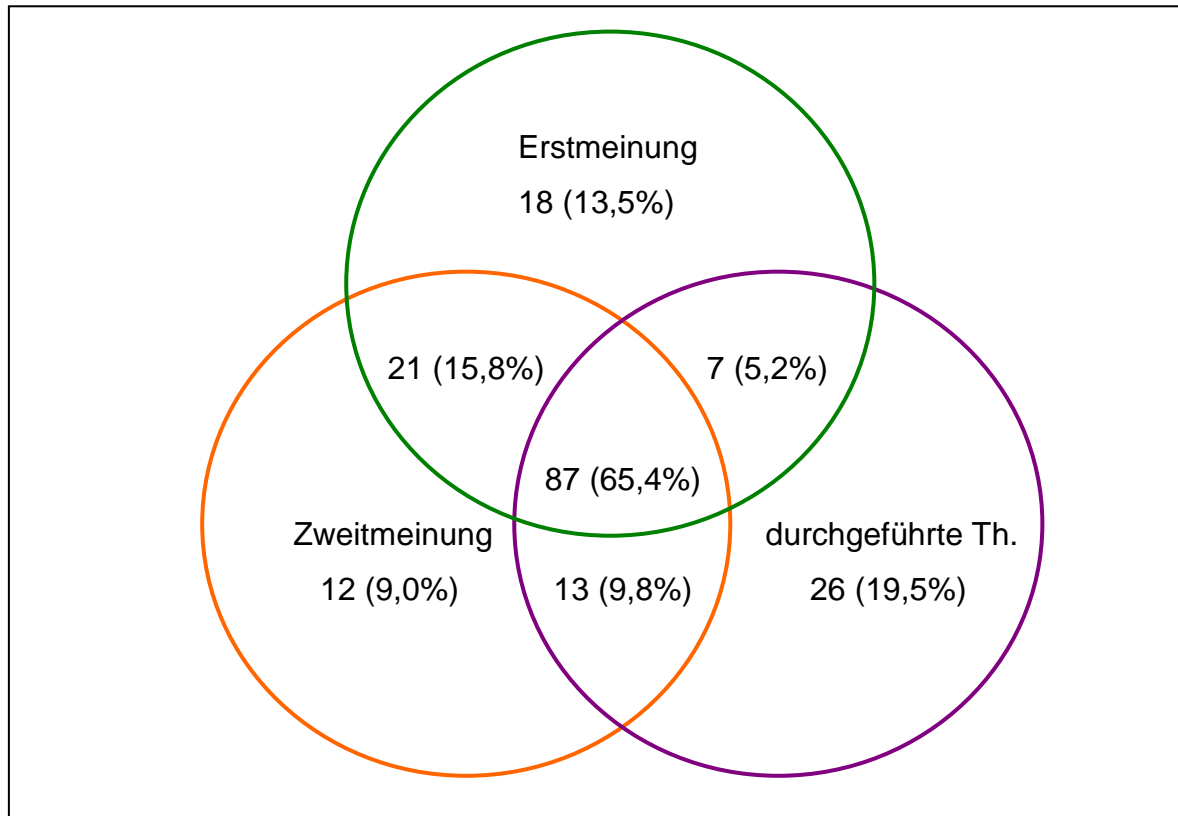 Erstmeinung
18 (13,5%)
21 (15,8%)
7 (5,2%)
87 (65,4%)
Zweitmeinung
12 (9,0%)
13 (9,8%)
durchgeführte Th.
26 (19,5%)